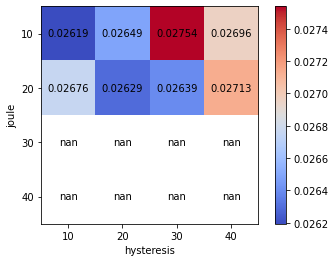 10 0.02619 0.02649 0.02754 0.02696
20 0.02676 0.02629 0.02639 0.02713
30 nan nan nan nan
40 nan nan nan nan
10 20 30 40
hysteresis
joule
0.0274
0.0272
0.0270
0.0268
0.0266
0.0264
0.0262